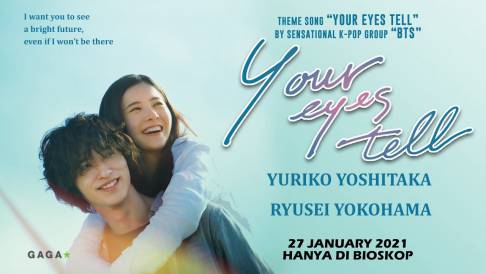 I want you to see
a bright future,
even if I won't be there
THEME SONG "YOUR EYES TELL"
BY SENSATIONAL K-POP GROUP "BTS"
Your
eyes
tell
YURIKO YOSHITAKA
RYUSEI YOKOHAMA
27 JANUARY 2021
HANYA DI BIOSKOP
GAGA